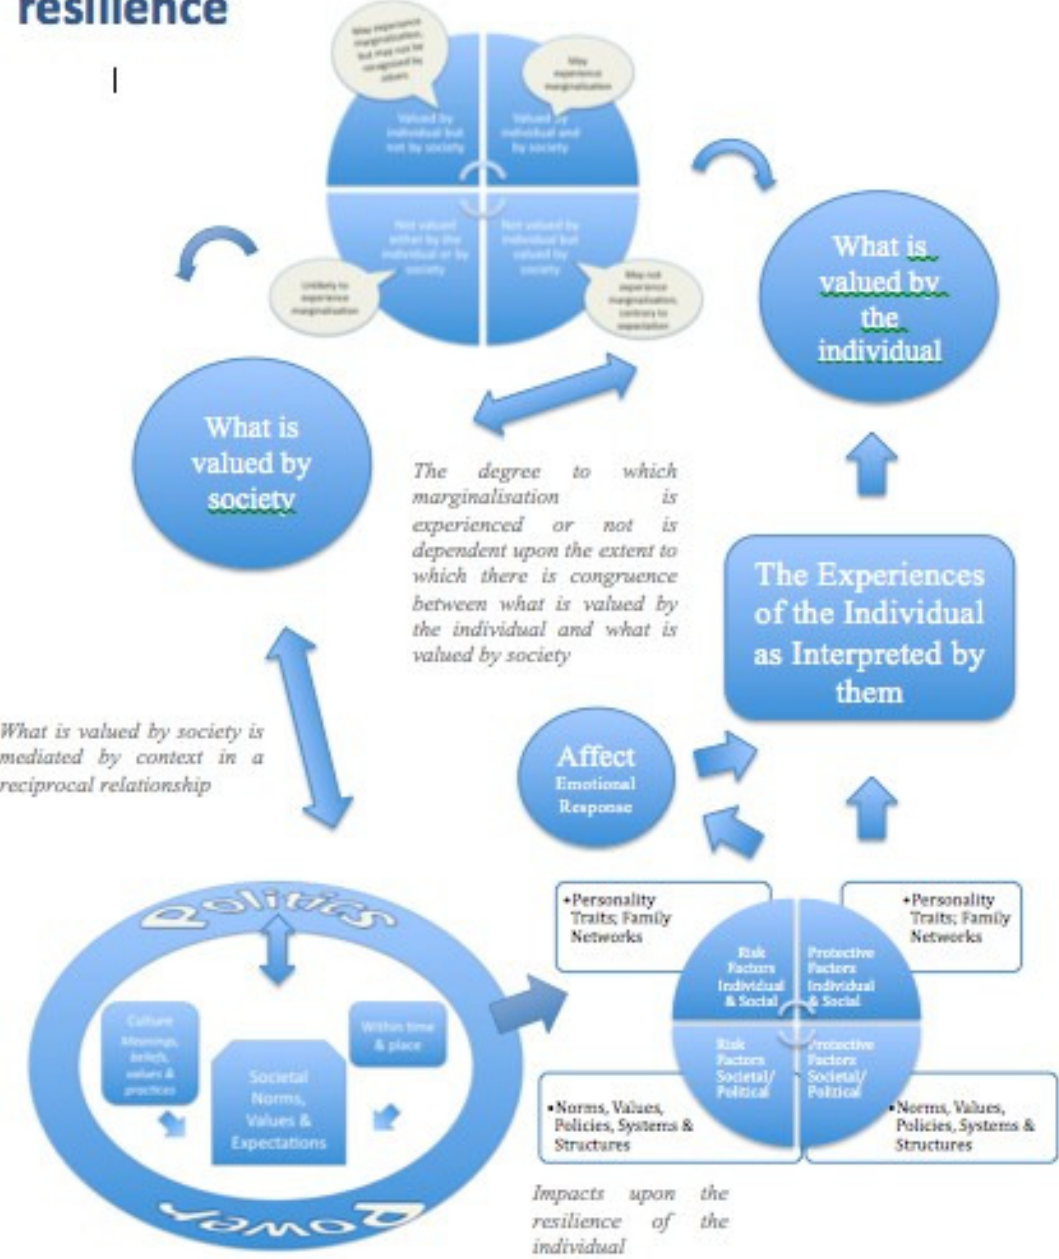 resilience
May experience
marginalisation,
but may not be
recognised by
others
May
experience
marginalisation
Valued by
individual but
not by society
Valued by
individual and
by society
Not valued
either by the
individual or by
society
Not valued by
individual but
valued by
society
Unlikely to
experience
marginalisation
May not
experience
marginalisation,
contrary to
expectation
What is
valued by
the
individual
What is
valued by
society
The degree to which
marginalisation is
experienced or not is
dependent upon the extent to
which there is congruence
between what is valued by
the individual and what is
valued by society
The Experiences
of the Individual
as Interpreted by
them
What is valued by society is
mediated by context in a
reciprocal relationship
Affect
Emotional
Response
Politics
Culture
Meanings,
beliefs,
values &
practices
Within time
& place
Societal
Norms,
Values &
Expectations
Power
•Personality
Traits; Family
Networks
•Personality
Traits; Family
Networks
Risk
Factors
Individual
& Social
Protective
Factors
Individual
& Social
Risk
Factors
Societal/
Political
Protective
Factors
Societal/
Political
•Norms, Values,
Policies, Systems &
Structures
•Norms, Values,
Policies, Systems &
Structures
Impacts upon the
resilience of the
individual